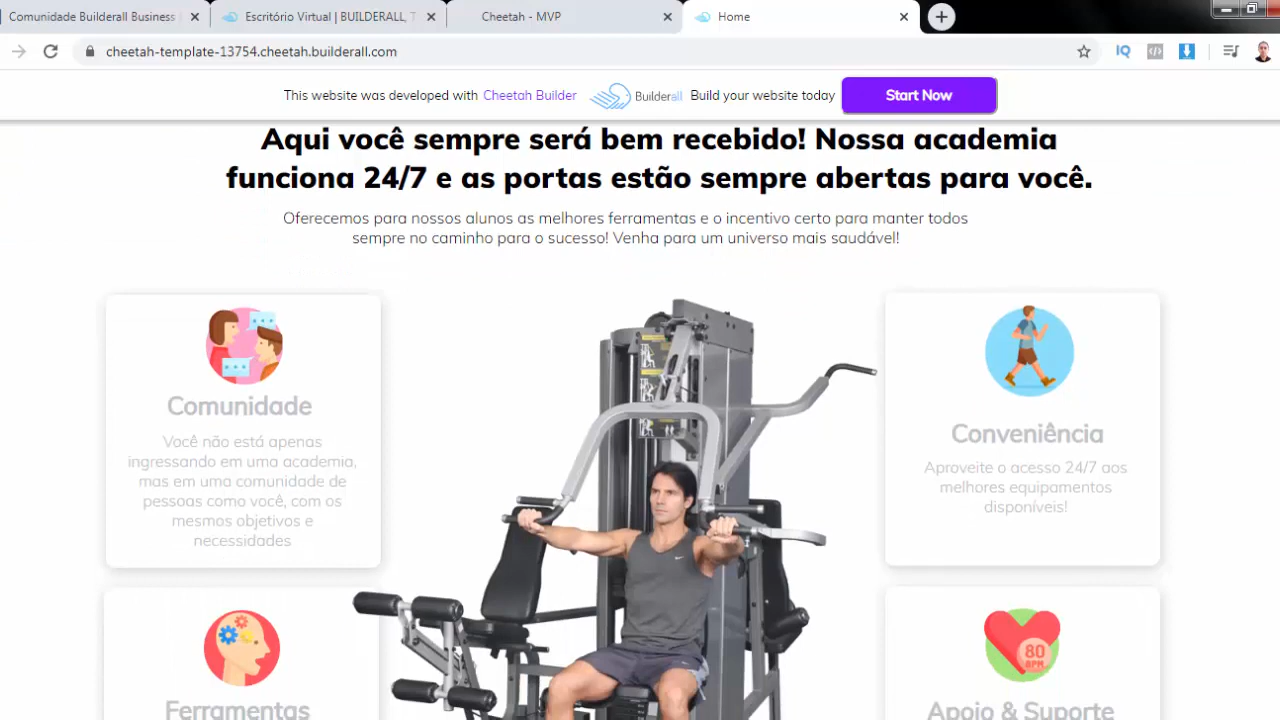 Comunidade Builderall Business
Escritório Virtual | BUILDERALL, T
Cheetah - MVP
Home
cheetah-template-13754.cheetah.builderall.com
IQ
This website was developed with Cheetah Builder Builderall Build your website today Start Now
Aqui você sempre será bem recebido! Nossa academia
funciona 24/7 e as portas estão sempre abertas para você.
Oferecemos para nossos alunos as melhores ferramentas e o incentivo certo para manter todos
sempre no caminho para o sucesso! Venha para um universo mais saudável!
Comunidade
Você não está apenas
ingressando em uma academia,
mas em uma comunidade de
pessoas como você, com os
mesmos objetivos e
necessidades
Conveniência
Aproveite o acesso 24/7 aos
melhores equipamentos
disponíveis!
Ferramentas
80
BPM
Apoio & Suporte